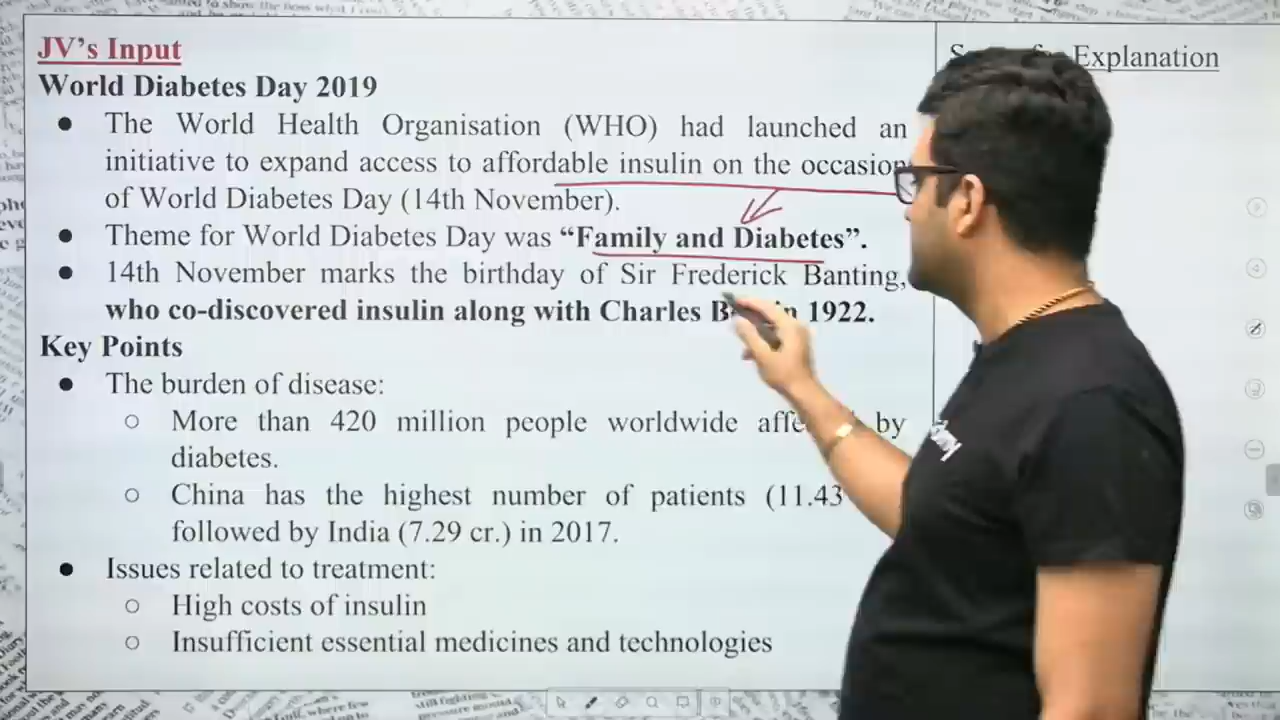 JV's Input
Explanation
World Diabetes Day 2019
● The World Health Organisation (WHO) had launched an
initiative to expand access to affordable insulin on the occasion
of World Diabetes Day (14th November).
● Theme for World Diabetes Day was “Family and Diabetes”.
● 14th November marks the birthday of Sir Frederick Banting,
who co-discovered insulin along with Charles in 1922.
Key Points
● The burden of disease:
○ More than 420 million people worldwide by
diabetes.
○ China has the highest number of patients (11.43
followed by India (7.29 cr.) in 2017.
● Issues related to treatment:
○ High costs of insulin
○ Insufficient essential medicines and technologies